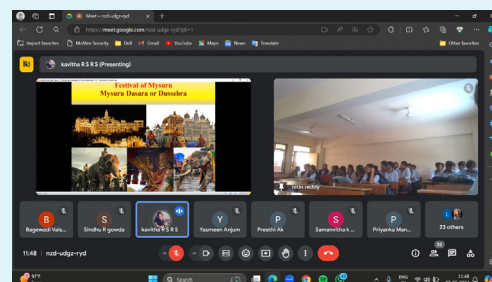 Meet – nzd-udgz-ryd
https://meet.google.com/nzd-udgz-ryd?pli=1
Import favorites
McAfee Security
Dell
Gmail
YouTube
Maps
News
Translate
Other favorites
kavitha R S R S (Presenting)
Festival of Mysuru
Mysuru Dasara or Dussehra
nitin reddy
B
S
Y
P
S
P
L
Bagewadi Vais...
Sindhu R gowda
kavitha R S R S
Yasmeen Anjum
Preethi Ak
Samanvitha k ...
Priyanka Man...
23 others
11:48
nzd-udgz-ryd
32
Search
ENG
11:48